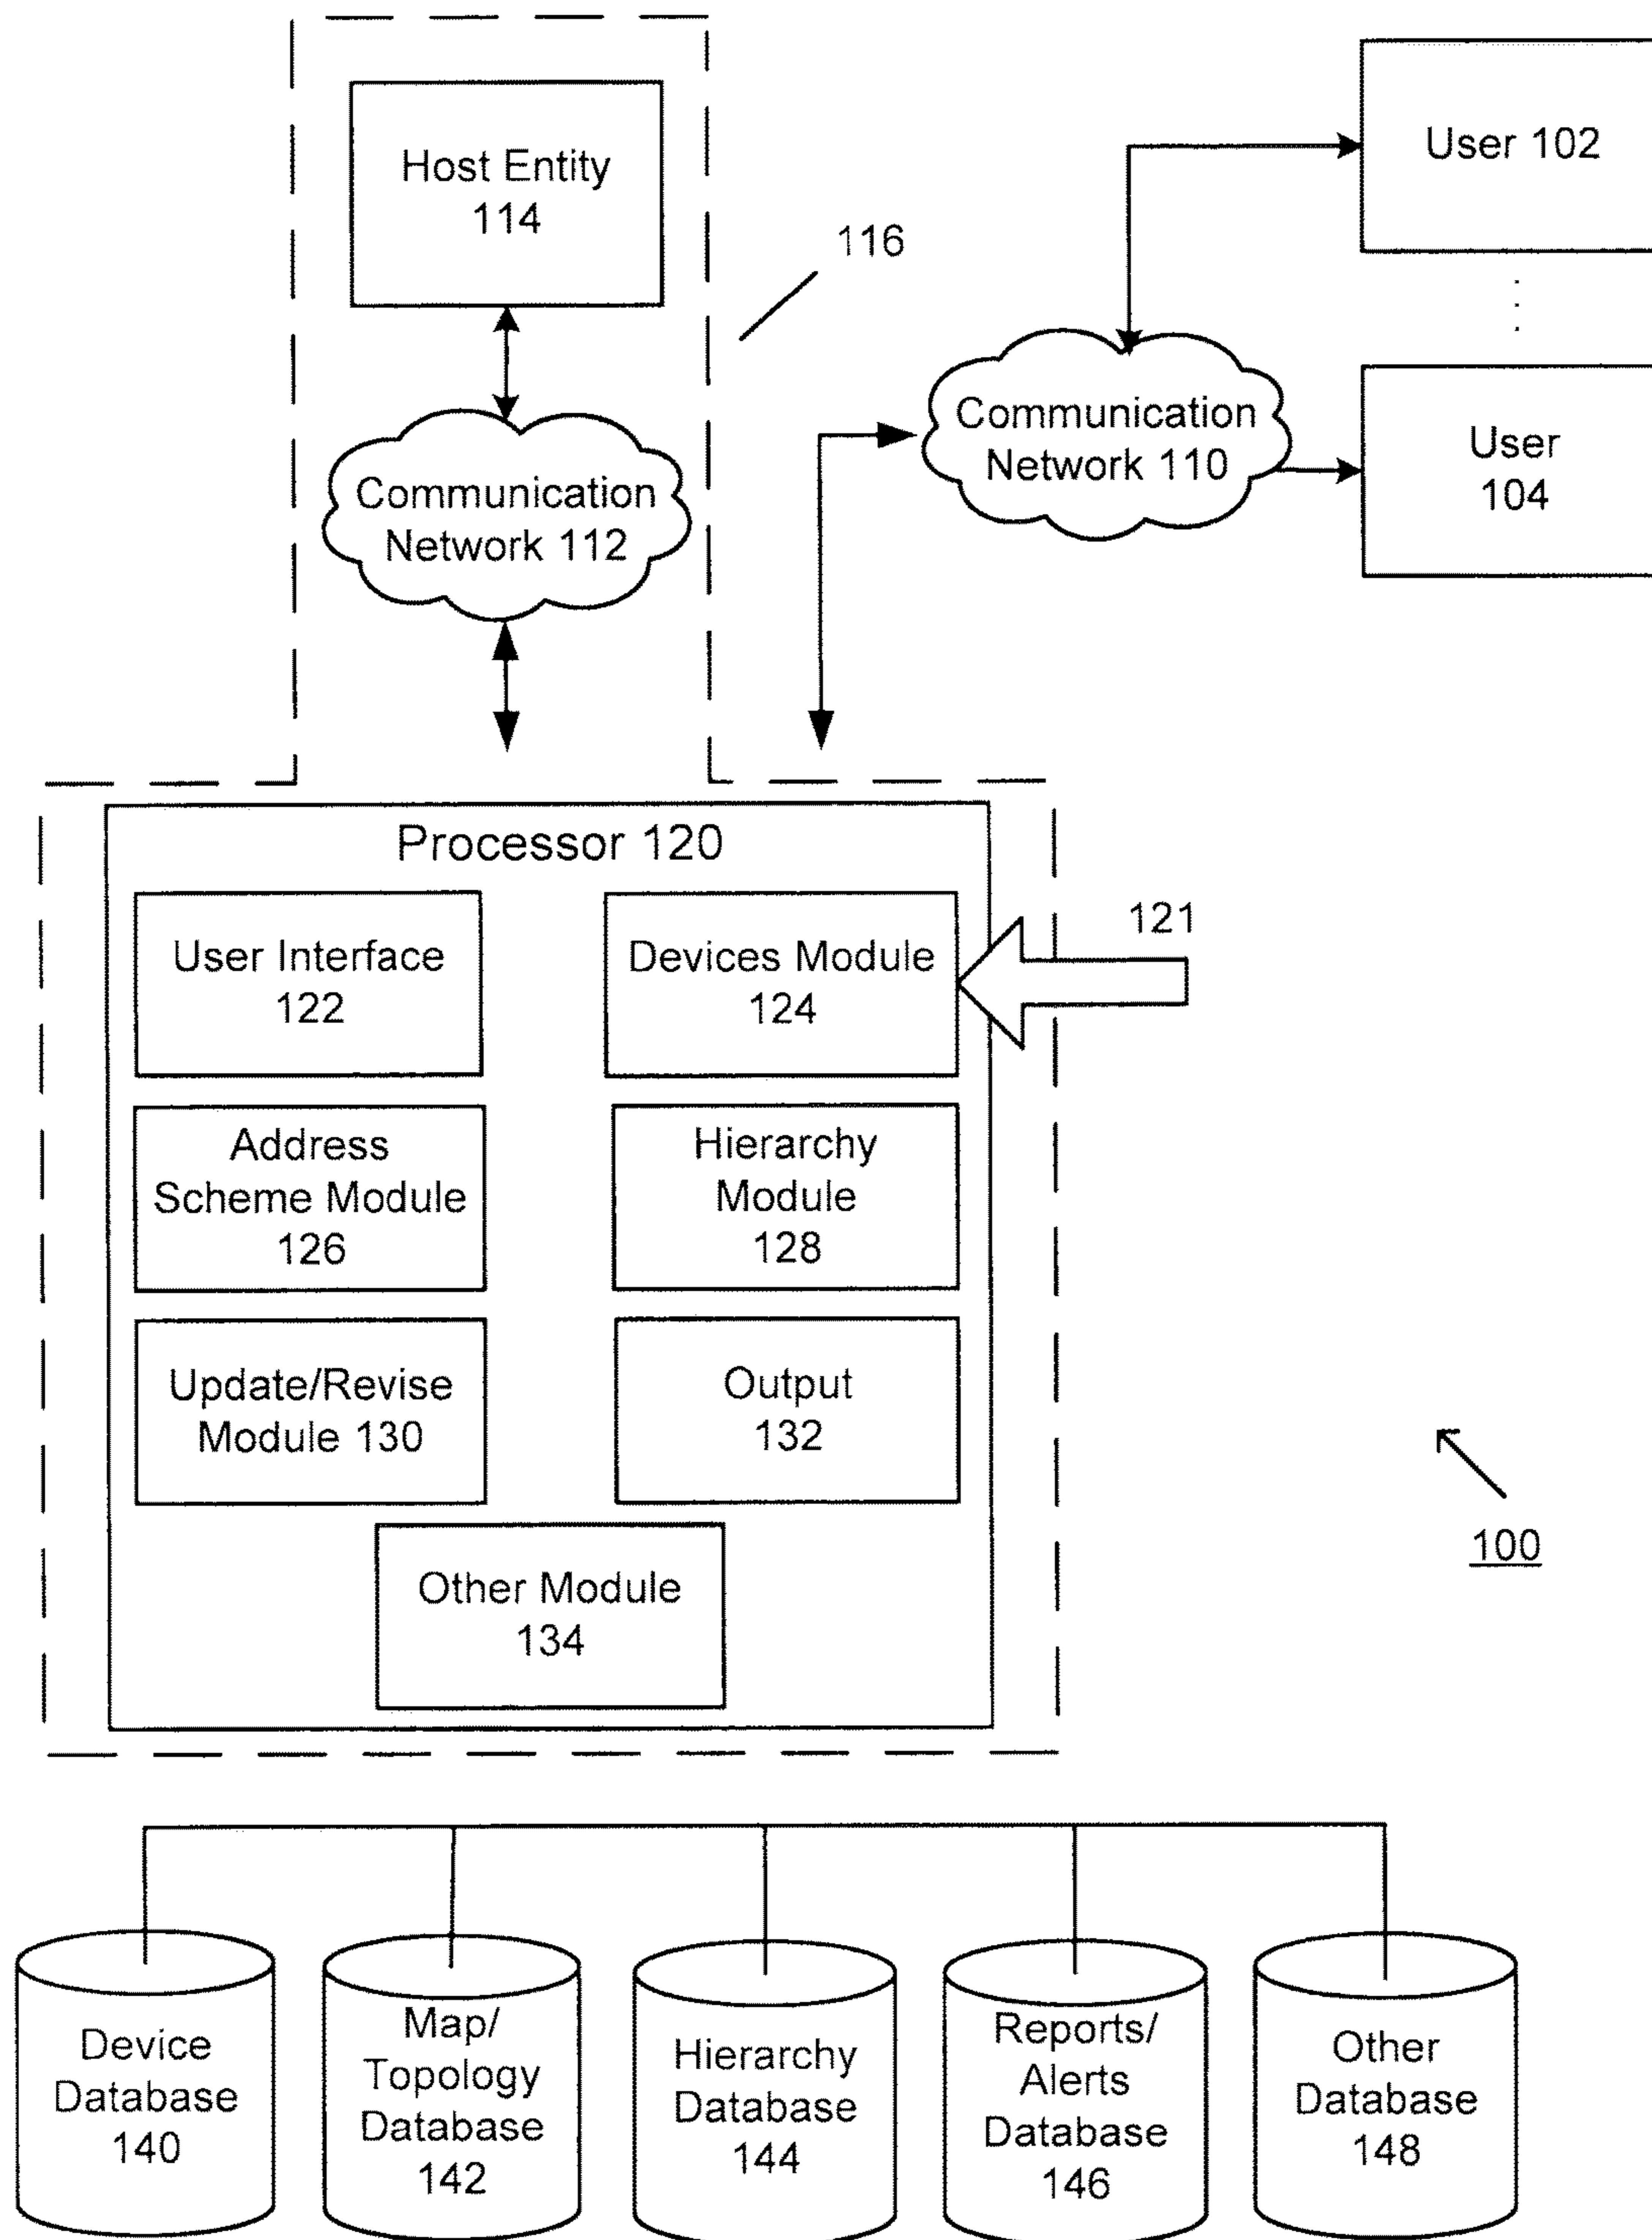 Host Entity
114
116
User 102
Communication
Network 110
User
104
Communication
Network 112
Processor 120
User Interface
122
Devices Module
124
121
Address
Scheme Module
126
Hierarchy
Module
128
Update/Revise
Module 130
Output
132
Other Module
134
100
Device
Database
140
Map/
Topology
Database
142
Hierarchy
Database
144
Reports/
Alerts
Database
146
Other
Database
148